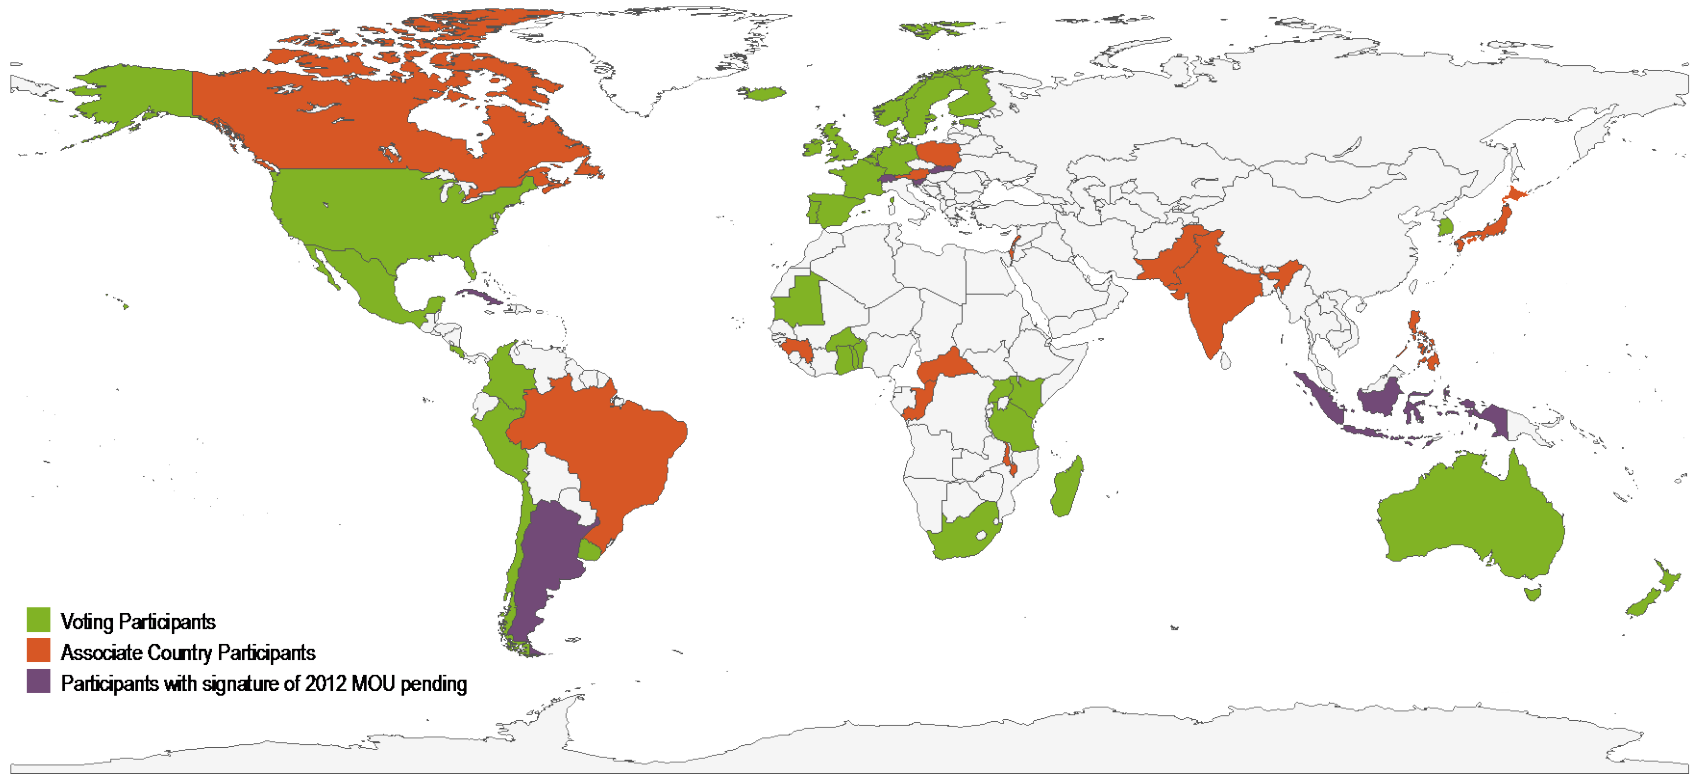 Voting Participants
Associate Country Participants
Participants with signature of 2012 MOU pending